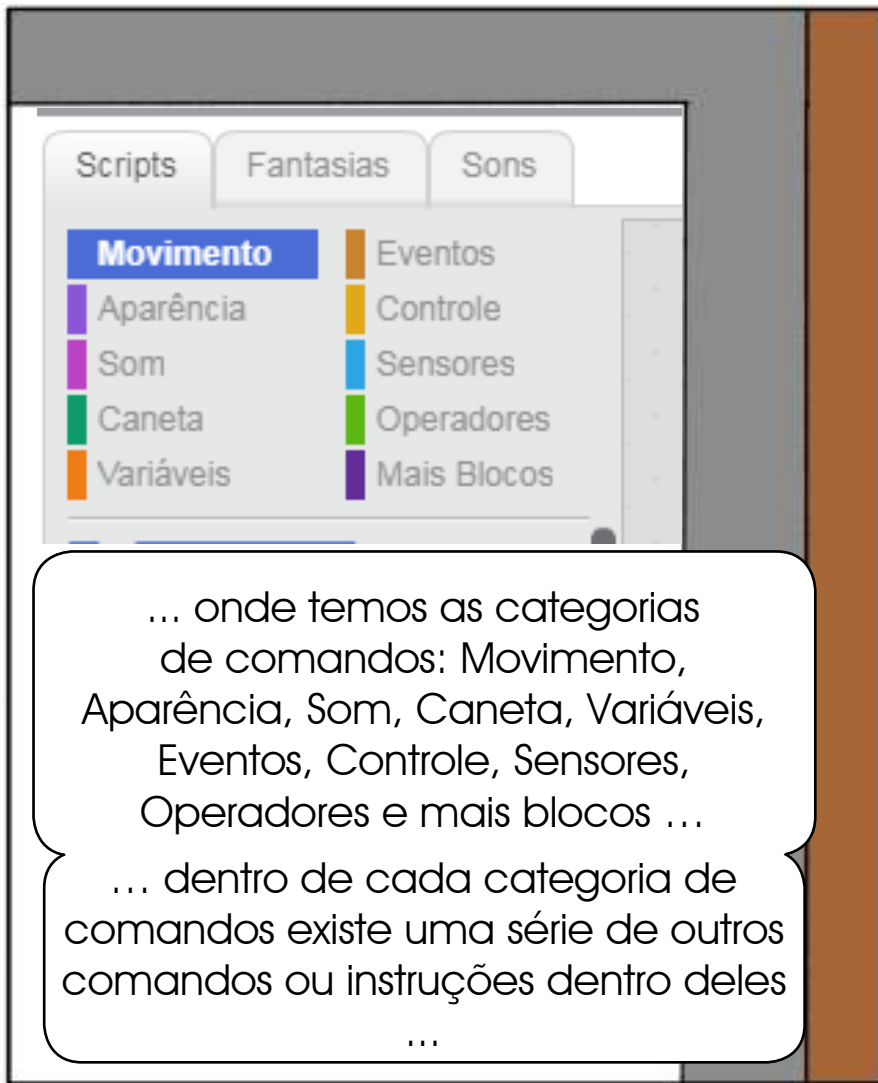 Scripts Fantasias Sons
Movimento Eventos
Aparência Controle
Som Sensores
Caneta Operadores
Variáveis Mais Blocos
... onde temos as categorias
de comandos: Movimento,
Aparência, Som, Caneta, Variáveis,
Eventos, Controle, Sensores,
Operadores e mais blocos ...
... dentro de cada categoria de
comandos existe uma série de outros
comandos ou instruções dentro deles
...